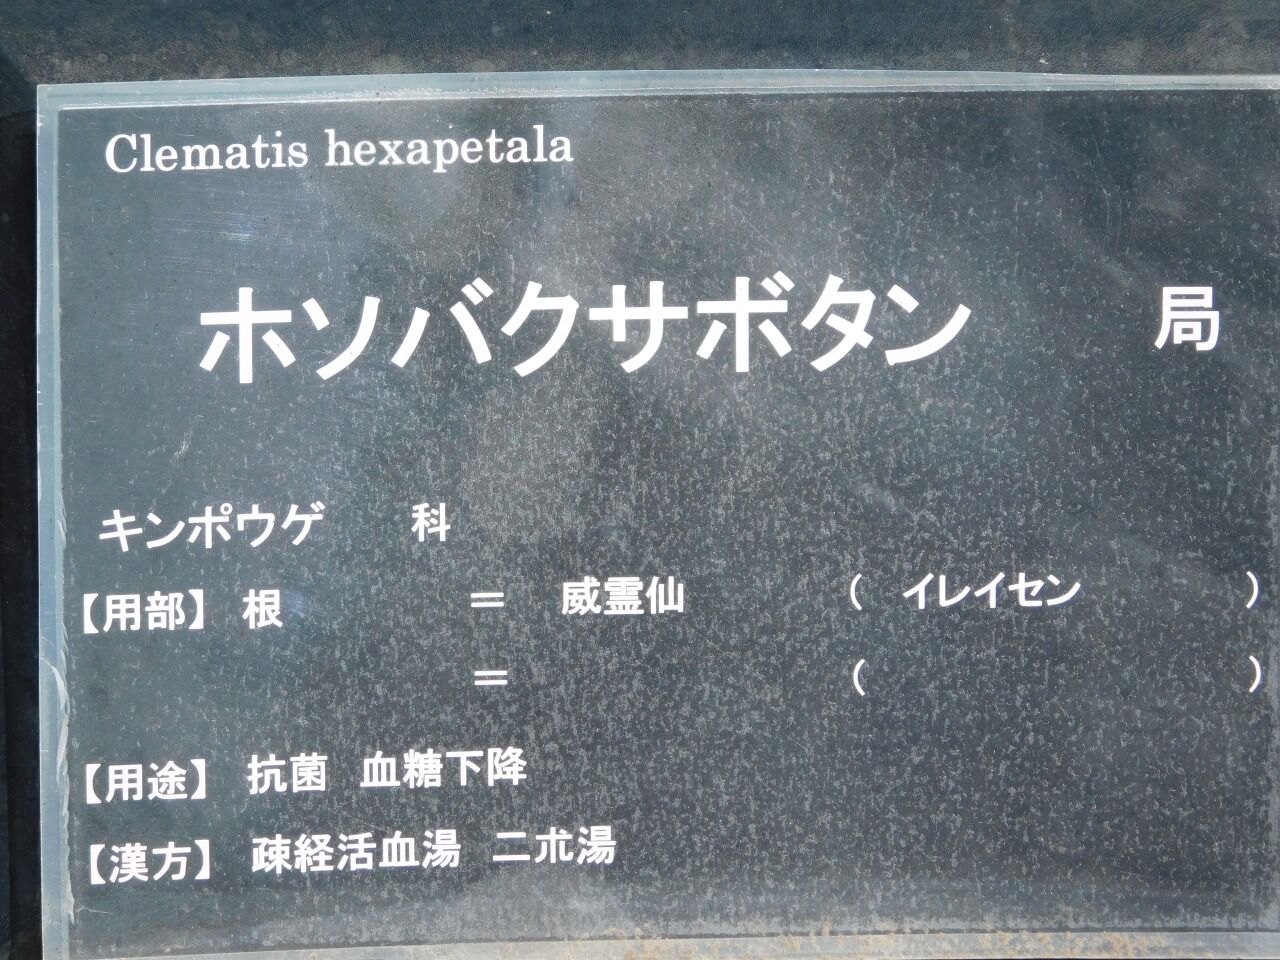 Clematis hexapetala
ホソバクサボタン 局
キンポウゲ 科
【用部】 根 = 威霊仙 ( イレイセン )
= ( )
【用途】 抗菌 血糖下降
【漢方】 疎経活血湯 二朮湯